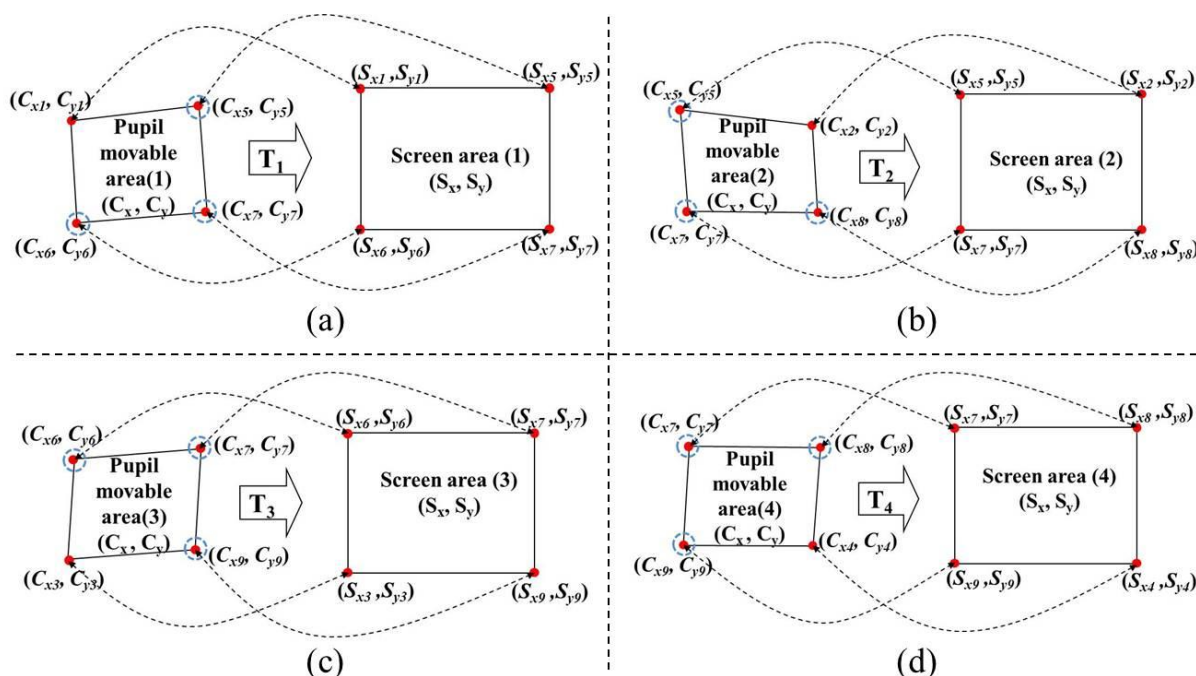 (Sx1 ,Sy1)
(Sx5 ,Sy5)
(Cx1, Cy1)
(Cx5, Cy5)
Pupil
movable
area(1)
(Cx , Cy)
T1
Screen area (1)
(Sx, Sy)
(Cx7, Cy7)
(Cx6, Cy6)
(Sx6 ,Sy6)
(Sx7 ,Sy7)
(a)
(Cx5, Cy5)
(Sx5 ,Sy5)
(Sx2 ,Sy2)
(Cx2, Cy2)
Pupil
movable
area(2)
(Cx , Cy)
T2
Screen area (2)
(Sx, Sy)
(Cx7, Cy7)
(Cx8, Cy8)
(Sx7 ,Sy7)
(Sx8 ,Sy8)
(b)
(Cx6, Cy6)
(Sx6 ,Sy6)
(Sx7 ,Sy7)
(Cx7, Cy7)
Pupil
movable
area(3)
(Cx , Cy)
T3
Screen area (3)
(Sx, Sy)
(Cx9, Cy9)
(Cx3, Cy3)
(Sx3 ,Sy3)
(Sx9 ,Sy9)
(c)
(Cx7, Cy7)
(Sx7 ,Sy7)
(Sx8 ,Sy8)
(Cx8, Cy8)
Pupil
movable
area(4)
(Cx , Cy)
T4
Screen area (4)
(Sx, Sy)
(Cx9, Cy9)
(Cx4, Cy4)
(Sx9 ,Sy9)
(Sx4 ,Sy4)
(d)